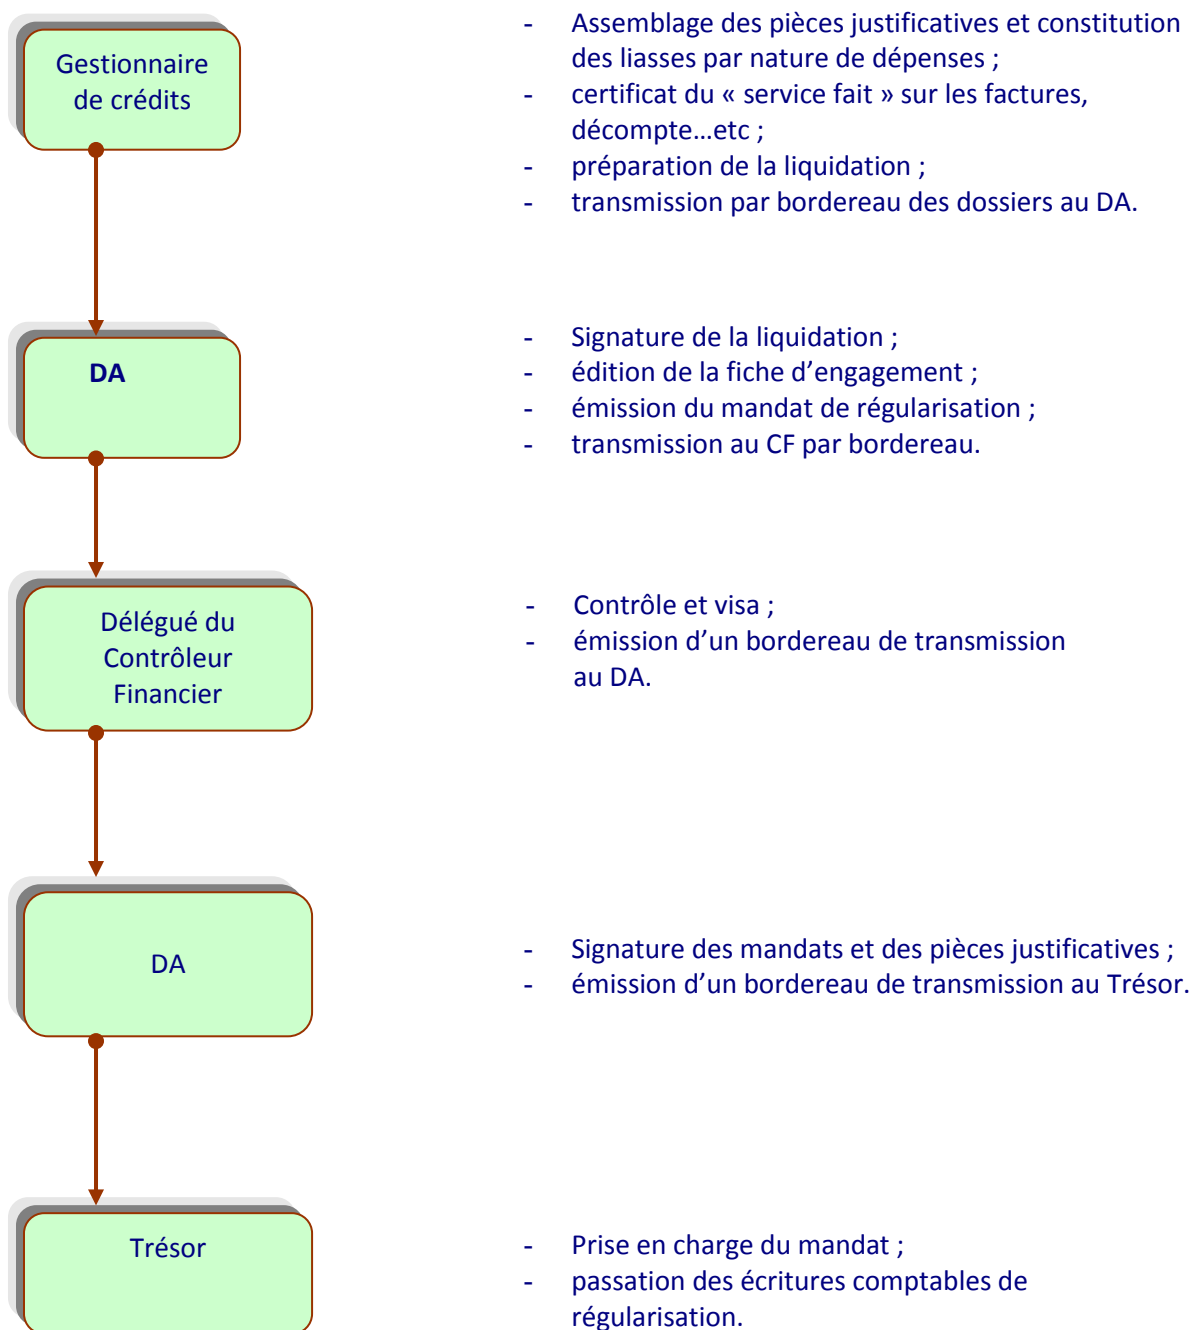 Gestionnaire
de crédits
- Assemblage des pièces justificatives et constitution
des liasses par nature de dépenses ;
- certificat du « service fait » sur les factures,
décompte…etc ;
- préparation de la liquidation ;
- transmission par bordereau des dossiers au DA.
DA
- Signature de la liquidation ;
- édition de la fiche d’engagement ;
- émission du mandat de régularisation ;
- transmission au CF par bordereau.
Délégué du
Contrôleur
Financier
- Contrôle et visa ;
- émission d’un bordereau de transmission
au DA.
DA
- Signature des mandats et des pièces justificatives ;
- émission d’un bordereau de transmission au Trésor.
Trésor
- Prise en charge du mandat ;
- passation des écritures comptables de
régularisation.